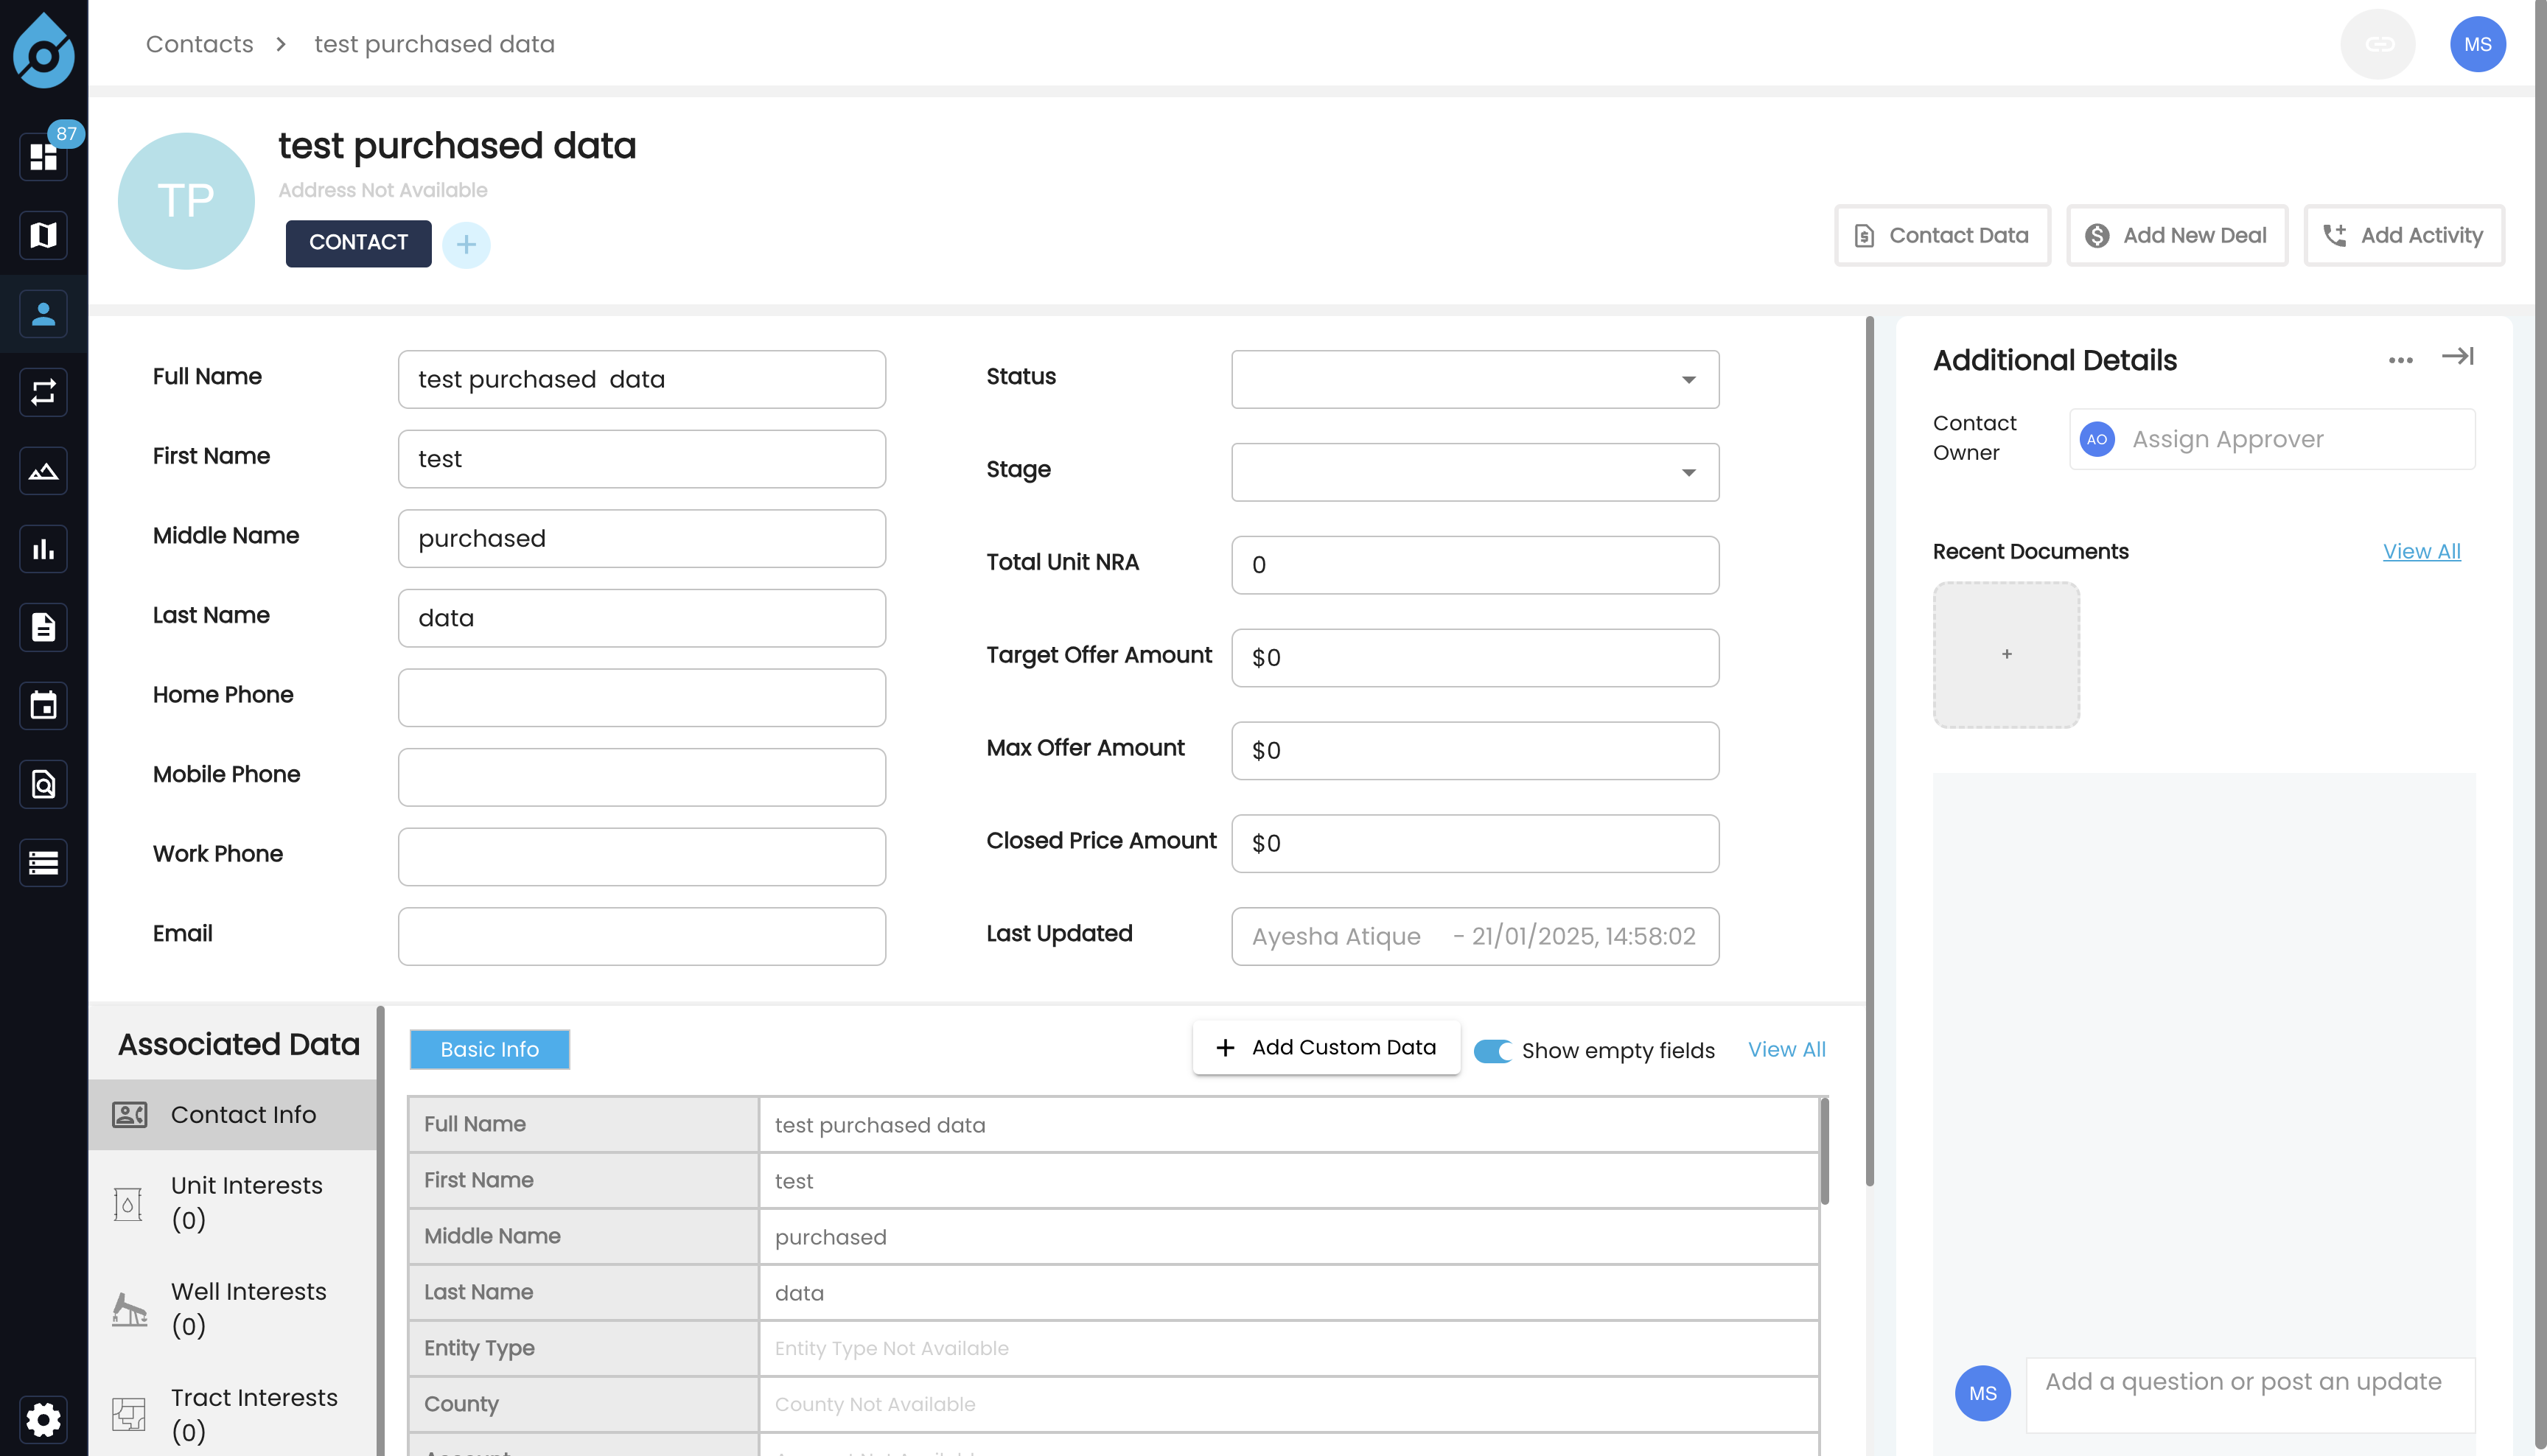 Contacts > test purchased data
MS
87
TP
test purchased data
Address Not Available
CONTACT
+
Contact Data
Add New Deal
Add Activity
Full Name
test purchased  data
First Name
test
Middle Name
purchased
Last Name
data
Home Phone
Mobile Phone
Work Phone
Email
Status
Stage
Total Unit NRA
0
Target Offer Amount
$0
Max Offer Amount
$0
Closed Price Amount
$0
Last Updated
Ayesha Atique - 21/01/2025, 14:58:02
Additional Details
Contact
Owner
AO
Assign Approver
Recent Documents
View All
+
MS
Add a question or post an update
Associated Data
Contact Info
Unit Interests
(0)
Well Interests
(0)
Tract Interests
(0)
Basic Info
+ Add Custom Data
Show empty fields
View All
Full Name
test purchased data
First Name
test
Middle Name
purchased
Last Name
data
Entity Type
Entity Type Not Available
County
County Not Available